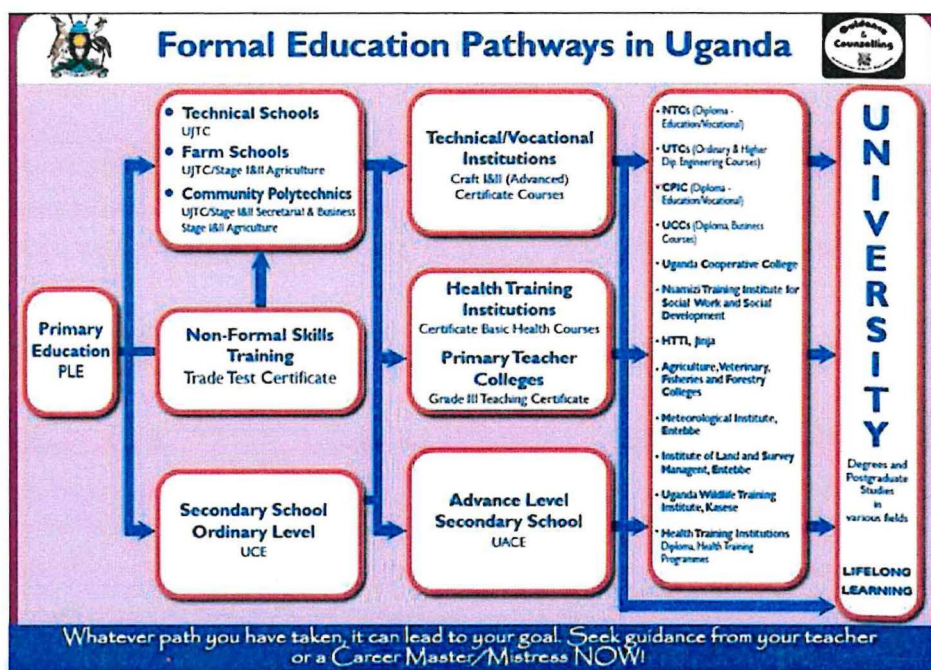 Formal Education Pathways in Uganda
Guidance
&
Counselling
Primary
Education
PLE
• Technical Schools
UJTC
• Farm Schools
UJTC/Stage I&II Agriculture
• Community Polytechnics
UJTC/Stage I&II Secretarial & Business
Stage I&II Agriculture
Non-Formal Skills
Training
Trade Test Certificate
Secondary School
Ordinary Level
UCE
Technical/Vocational
Institutions
Craft I&II (Advanced)
Certificate Courses
Health Training
Institutions
Certificate Basic Health Courses
Primary Teacher
Colleges
Grade III Teaching Certificate
Advance Level
Secondary School
UACE
• NTCs (Diploma -
Education/Vocational)
• UTCs (Ordinary & Higher
Dip. Engineering Courses)
• CPIC (Diploma -
Education/Vocational)
• UCCs (Diploma, Business
Courses)
• Uganda Cooperative College
• Nsamizi Training Institute for
Social Work and Social
Development
• HTTI, Jinja
• Agriculture, Veterinary,
Fisheries and Forestry
Colleges
• Meteorological Institute,
Entebbe
• Institute of Land and Survey
Managent, Entebbe
• Uganda Wildlife Training
Institute, Kasese
• Health Training Institutions
Diploma, Health Training
Programmes
UNIVERSITY
Degrees and
Postgraduate
Studies
in
various fields
LIFELONG
LEARNING
Whatever path you have taken, it can lead to your goal. Seek guidance from your teacher
or a Career Master/Mistress NOW!